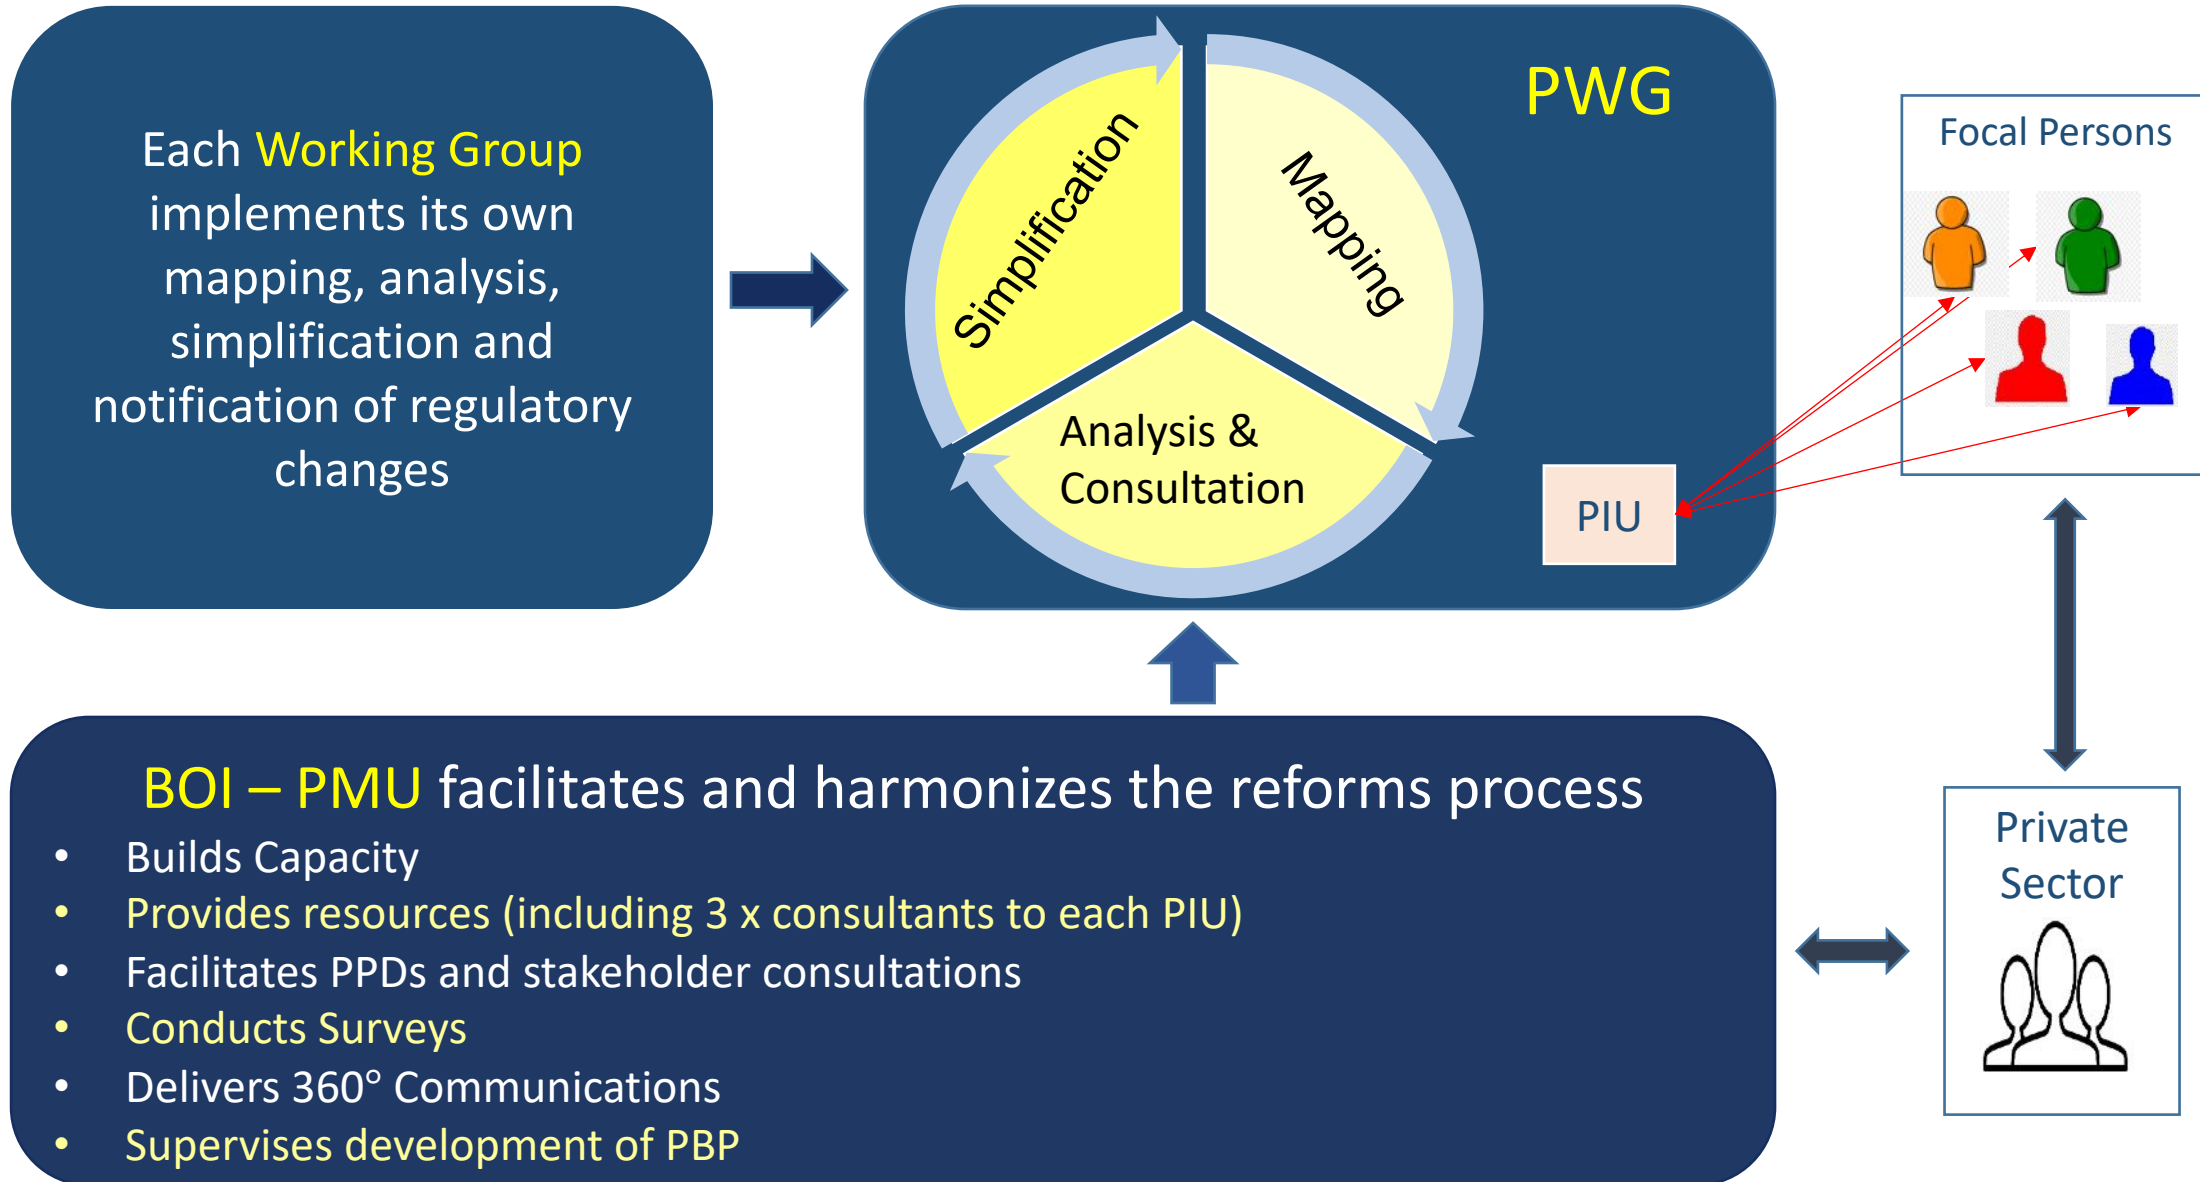 Each Working Group
implements its own
mapping, analysis,
simplification and
notification of regulatory
changes
PWG
Simplification
Mapping
Analysis &
Consultation
PIU
Focal Persons
BOI – PMU facilitates and harmonizes the reforms process
• Builds Capacity
• Provides resources (including 3 x consultants to each PIU)
• Facilitates PPDs and stakeholder consultations
• Conducts Surveys
• Delivers 360° Communications
• Supervises development of PBP
Private
Sector